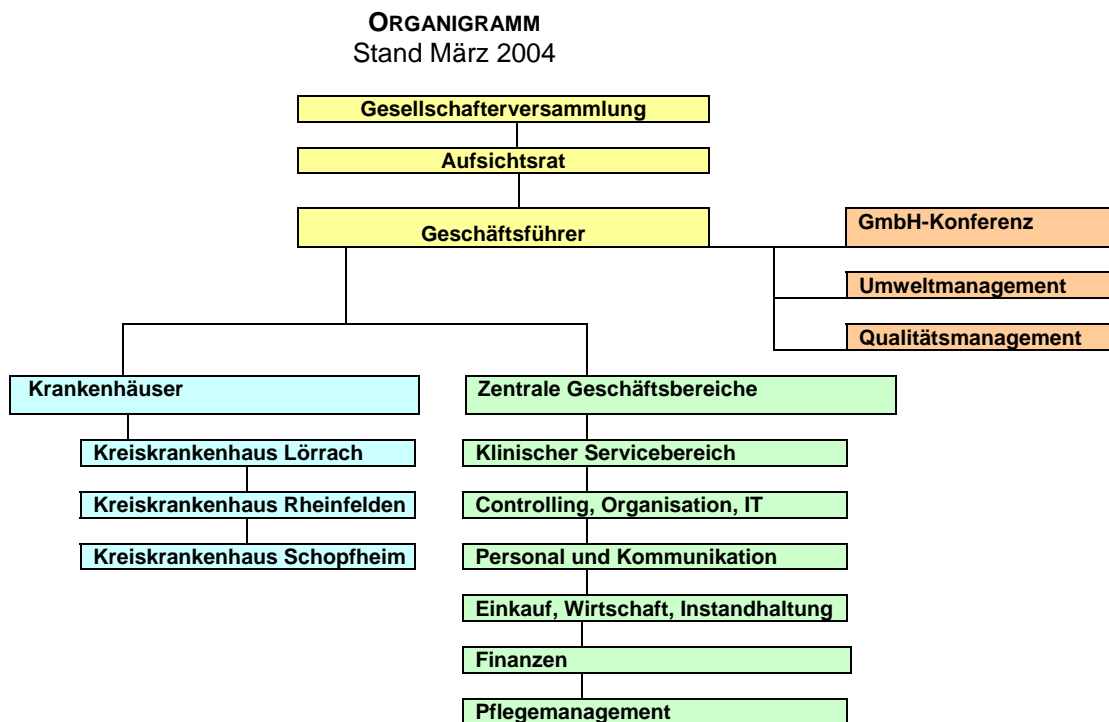 ORGANIGRAMM
Stand März 2004
Gesellschafterversammlung
Aufsichtsrat
Geschäftsführer
GmbH-Konferenz
Umweltmanagement
Qualitätsmanagement
Krankenhäuser
Zentrale Geschäftsbereiche
Kreiskrankenhaus Lörrach
Klinischer Servicebereich
Kreiskrankenhaus Rheinfelden
Controlling, Organisation, IT
Kreiskrankenhaus Schopfheim
Personal und Kommunikation
Einkauf, Wirtschaft, Instandhaltung
Finanzen
Pflegemanagement